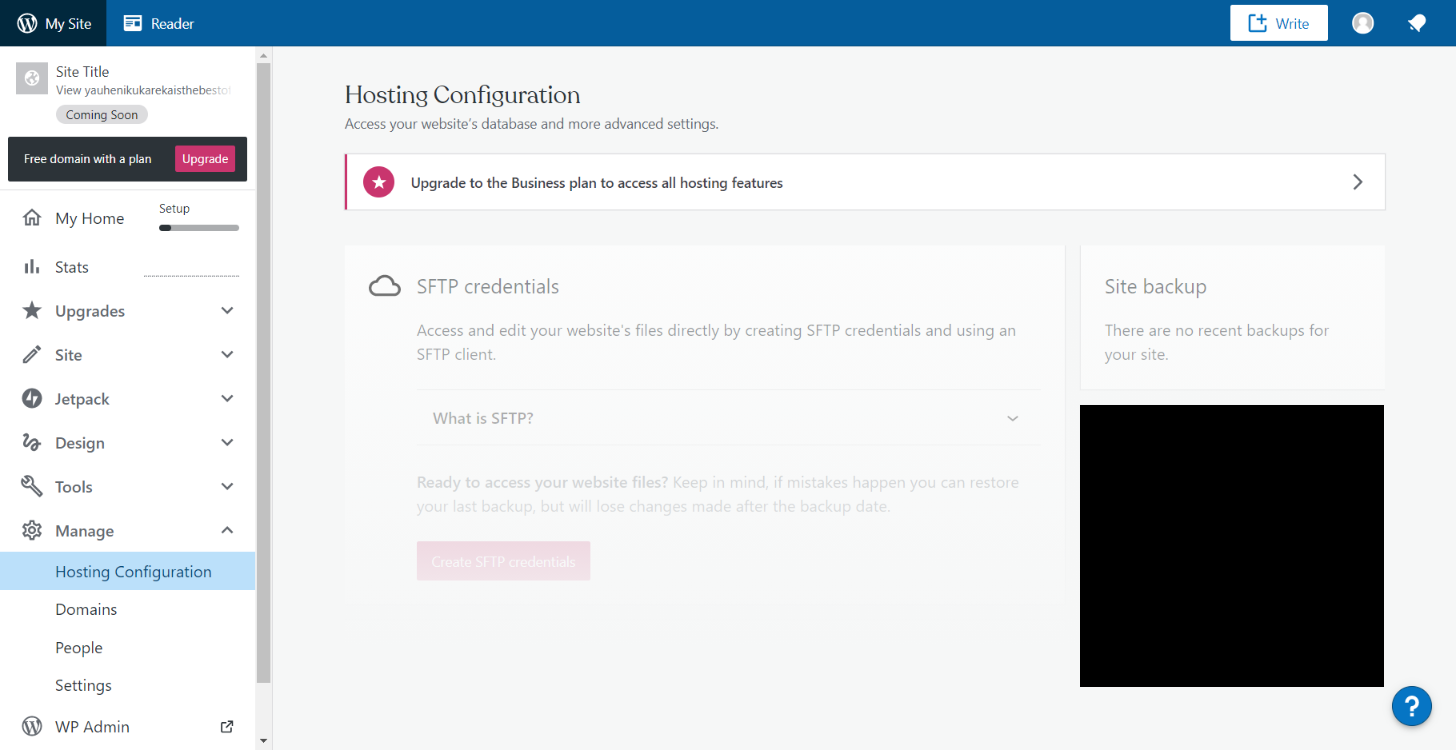 My Site
Reader
Write
Site Title
View yauhenikukarekaisthebesto
Coming Soon
Free domain with a plan
Upgrade
My Home
Setup
Stats
Upgrades
Site
Jetpack
Design
Tools
Manage
Hosting Configuration
Domains
People
Settings
WP Admin
Hosting Configuration
Access your website's database and more advanced settings.
Upgrade to the Business plan to access all hosting features
SFTP credentials
Access and edit your website's files directly by creating SFTP credentials and using an
SFTP client.
What is SFTP?
Ready to access your website files? Keep in mind, if mistakes happen you can restore
your last backup, but will lose changes made after the backup date.
Create SFTP credentials
Site backup
There are no recent backups for
your site.
?